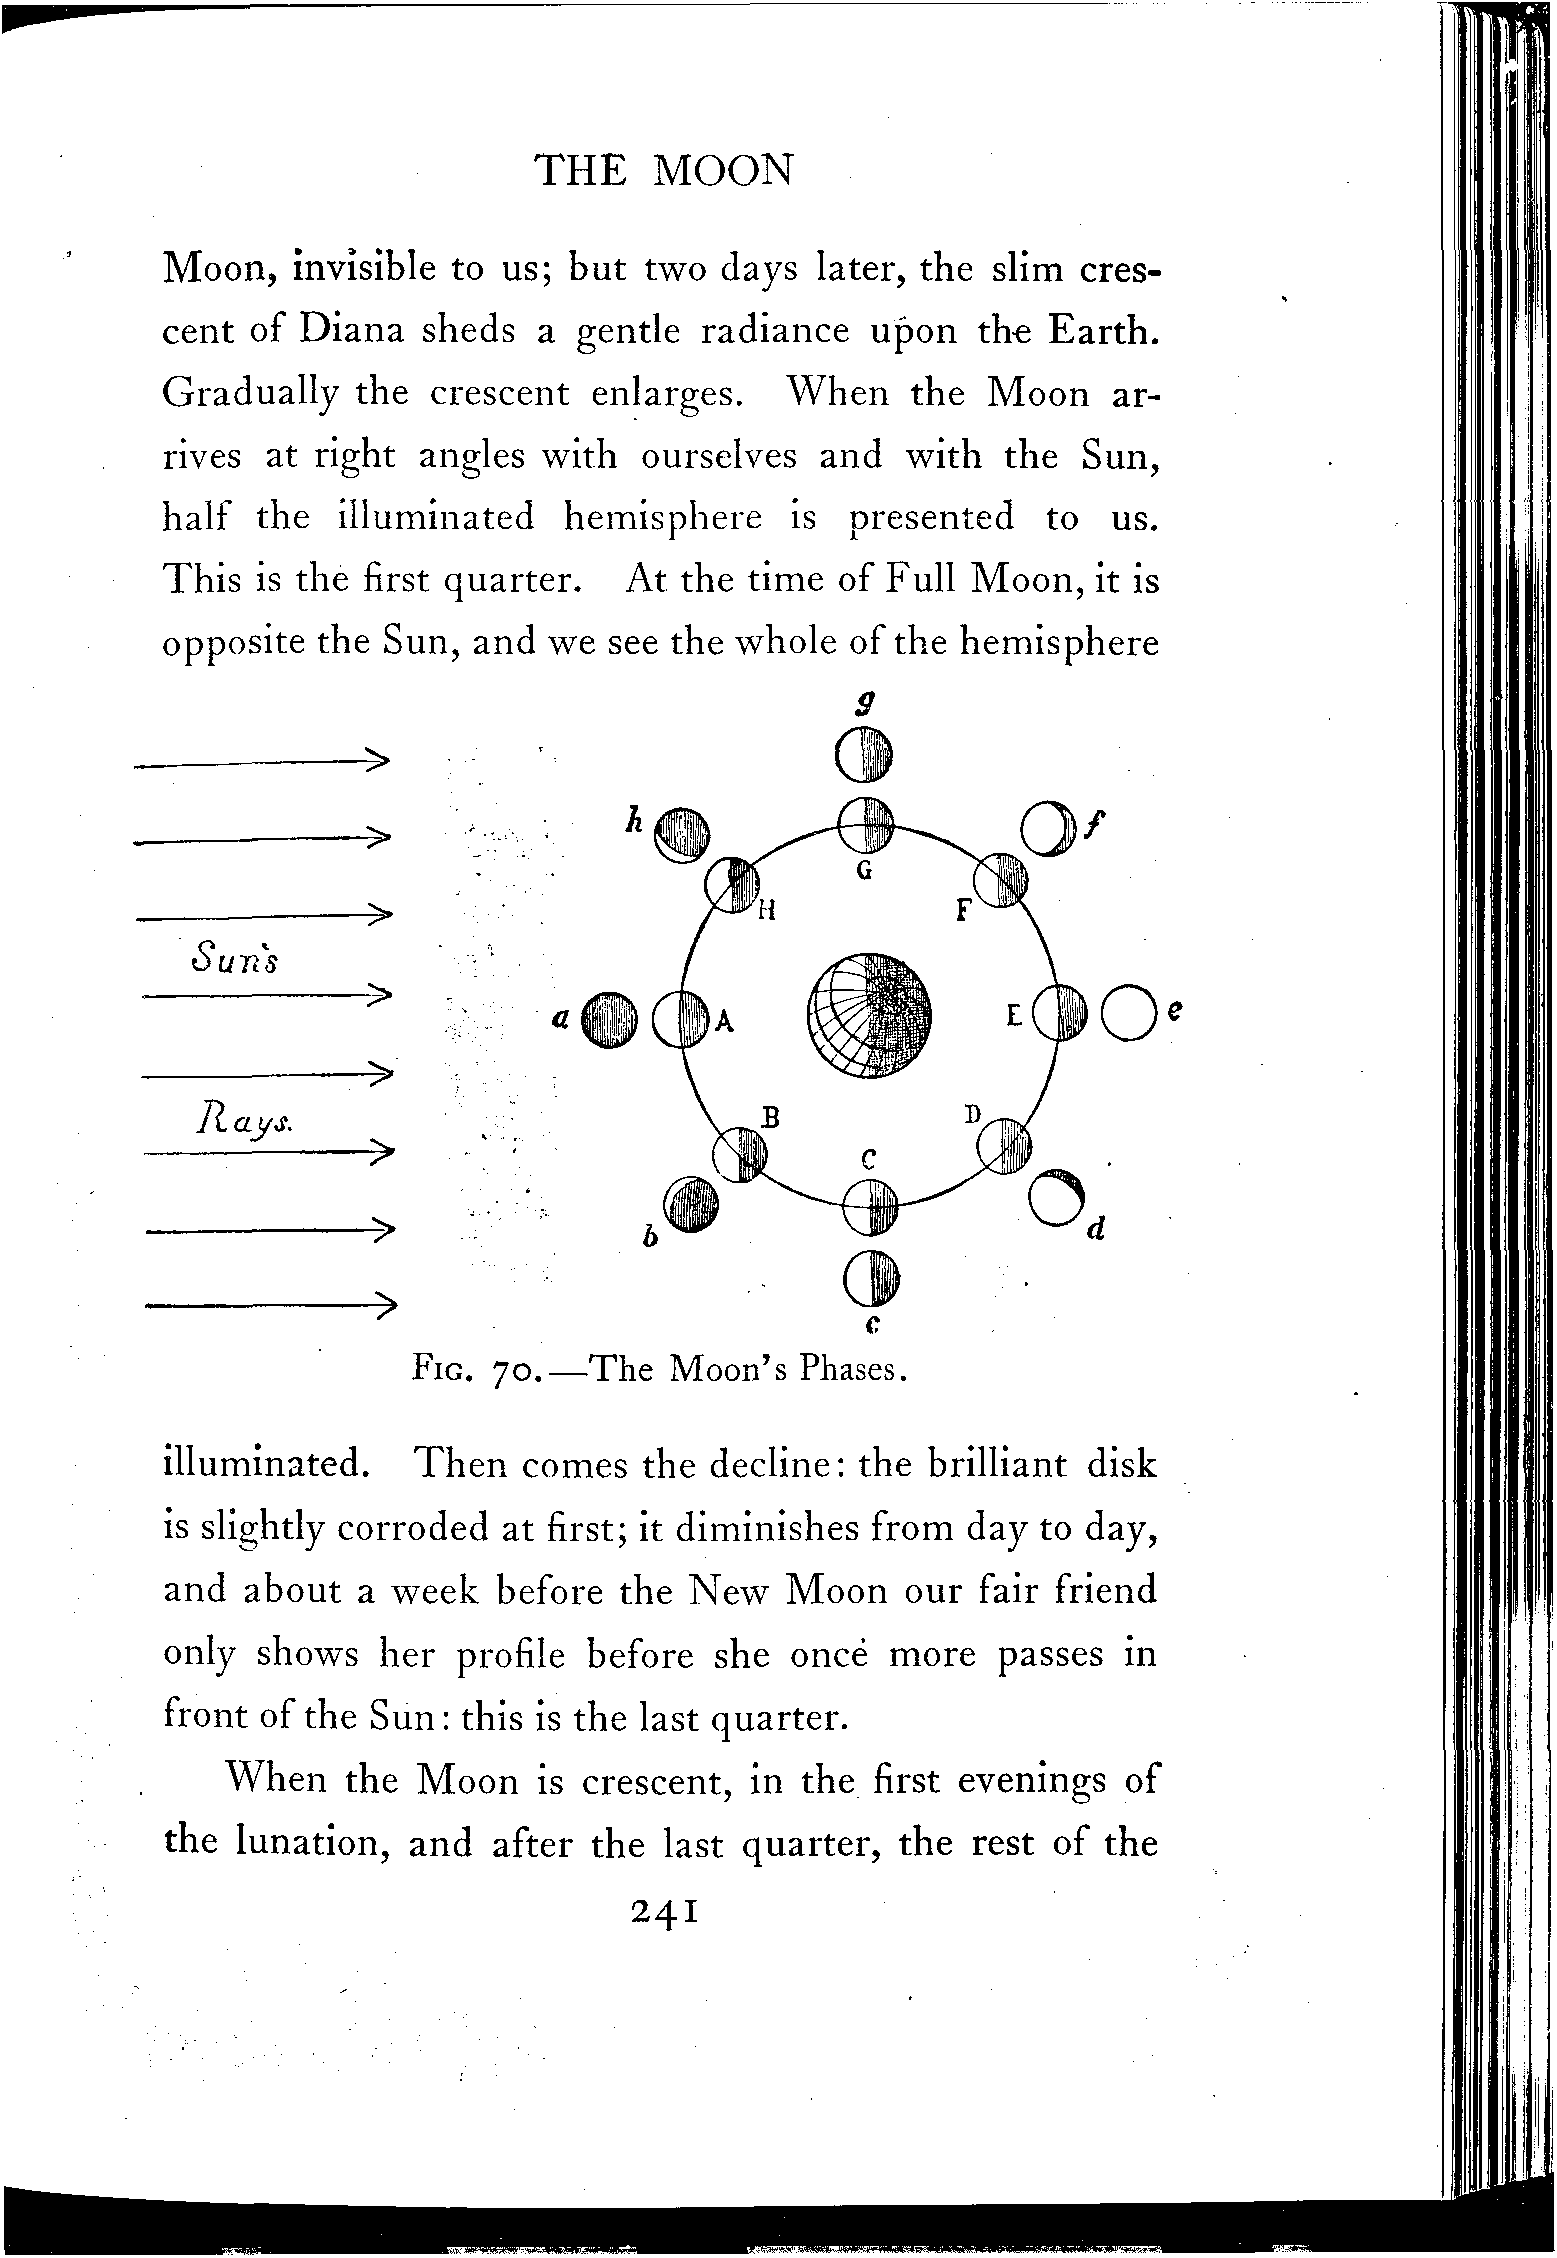 THE MOON
Moon, invisible to us; but two days later, the slim cres-
cent of Diana sheds a gentle radiance upon the Earth.
Gradually the crescent enlarges. When the Moon ar-
rives at right angles with ourselves and with the Sun,
half the illuminated hemisphere is presented to us.
This is the first quarter. At the time of Full Moon, it is
opposite the Sun, and we see the whole of the hemisphere
g
h
f
G
H
F
Sun's
a
A
E
e
Rays.
B
D
C
b
d
c
FIG. 70.—The Moon's Phases.
illuminated. Then comes the decline: the brilliant disk
is slightly corroded at first; it diminishes from day to day,
and about a week before the New Moon our fair friend
only shows her profile before she once more passes in
front of the Sun: this is the last quarter.
When the Moon is crescent, in the first evenings of
the lunation, and after the last quarter, the rest of the
241